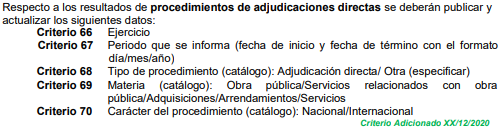 Respecto a los resultados de procedimientos de adjudicaciones directas se deberán publicar y
actualizar los siguientes datos:
Criterio 66 Ejercicio
Criterio 67 Periodo que se informa (fecha de inicio y fecha de término con el formato
día/mes/año)
Criterio 68 Tipo de procedimiento (catálogo): Adjudicación directa/ Otra (especificar)
Criterio 69 Materia (catálogo): Obra pública/Servicios relacionados con obra
pública/Adquisiciones/Arrendamientos/Servicios
Criterio 70 Carácter del procedimiento (catálogo): Nacional/Internacional
Criterio Adicionado XX/12/2020